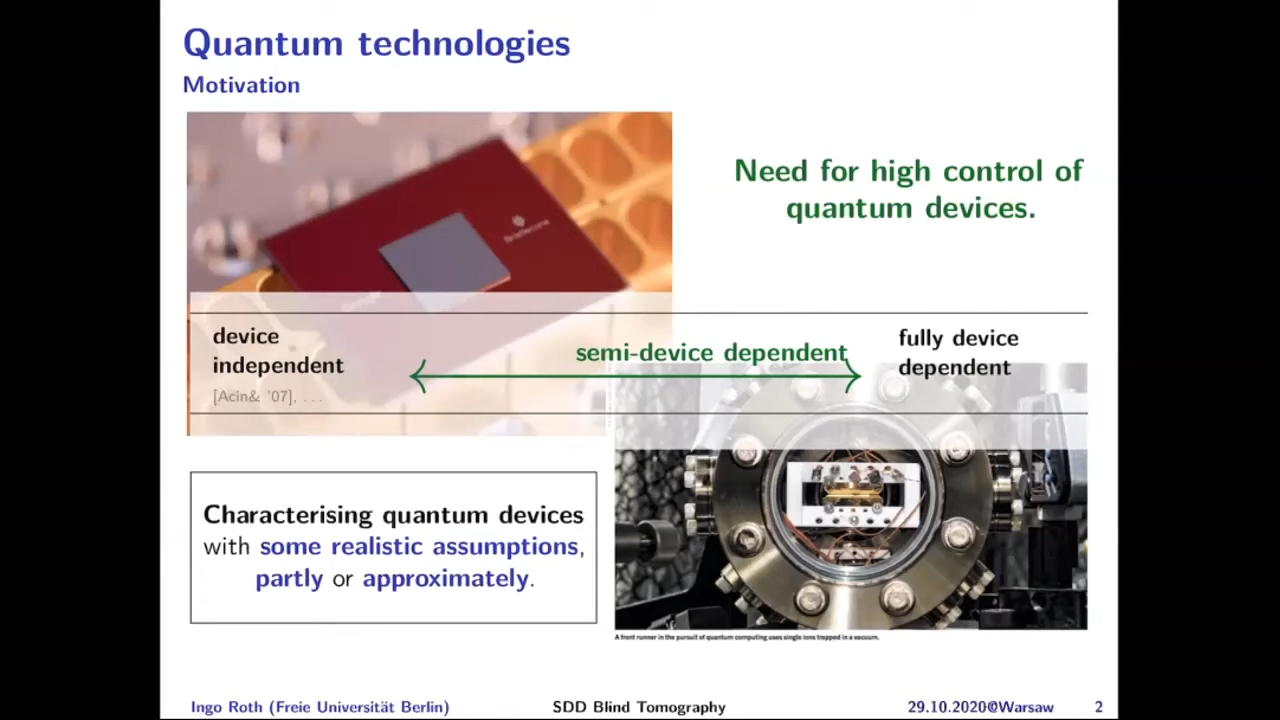 Quantum technologies
Motivation
Need for high control of
quantum devices.
Bristlecone
device
independent
[Acin& '07], ...
semi-device dependent
fully device
dependent
Characterising quantum devices
with some realistic assumptions,
partly or approximately.
A front runner in the pursuit of quantum computing uses single ions trapped in a vacuum.
Ingo Roth (Freie Universität Berlin)
SDD Blind Tomography
29.10.2020@Warsaw
2